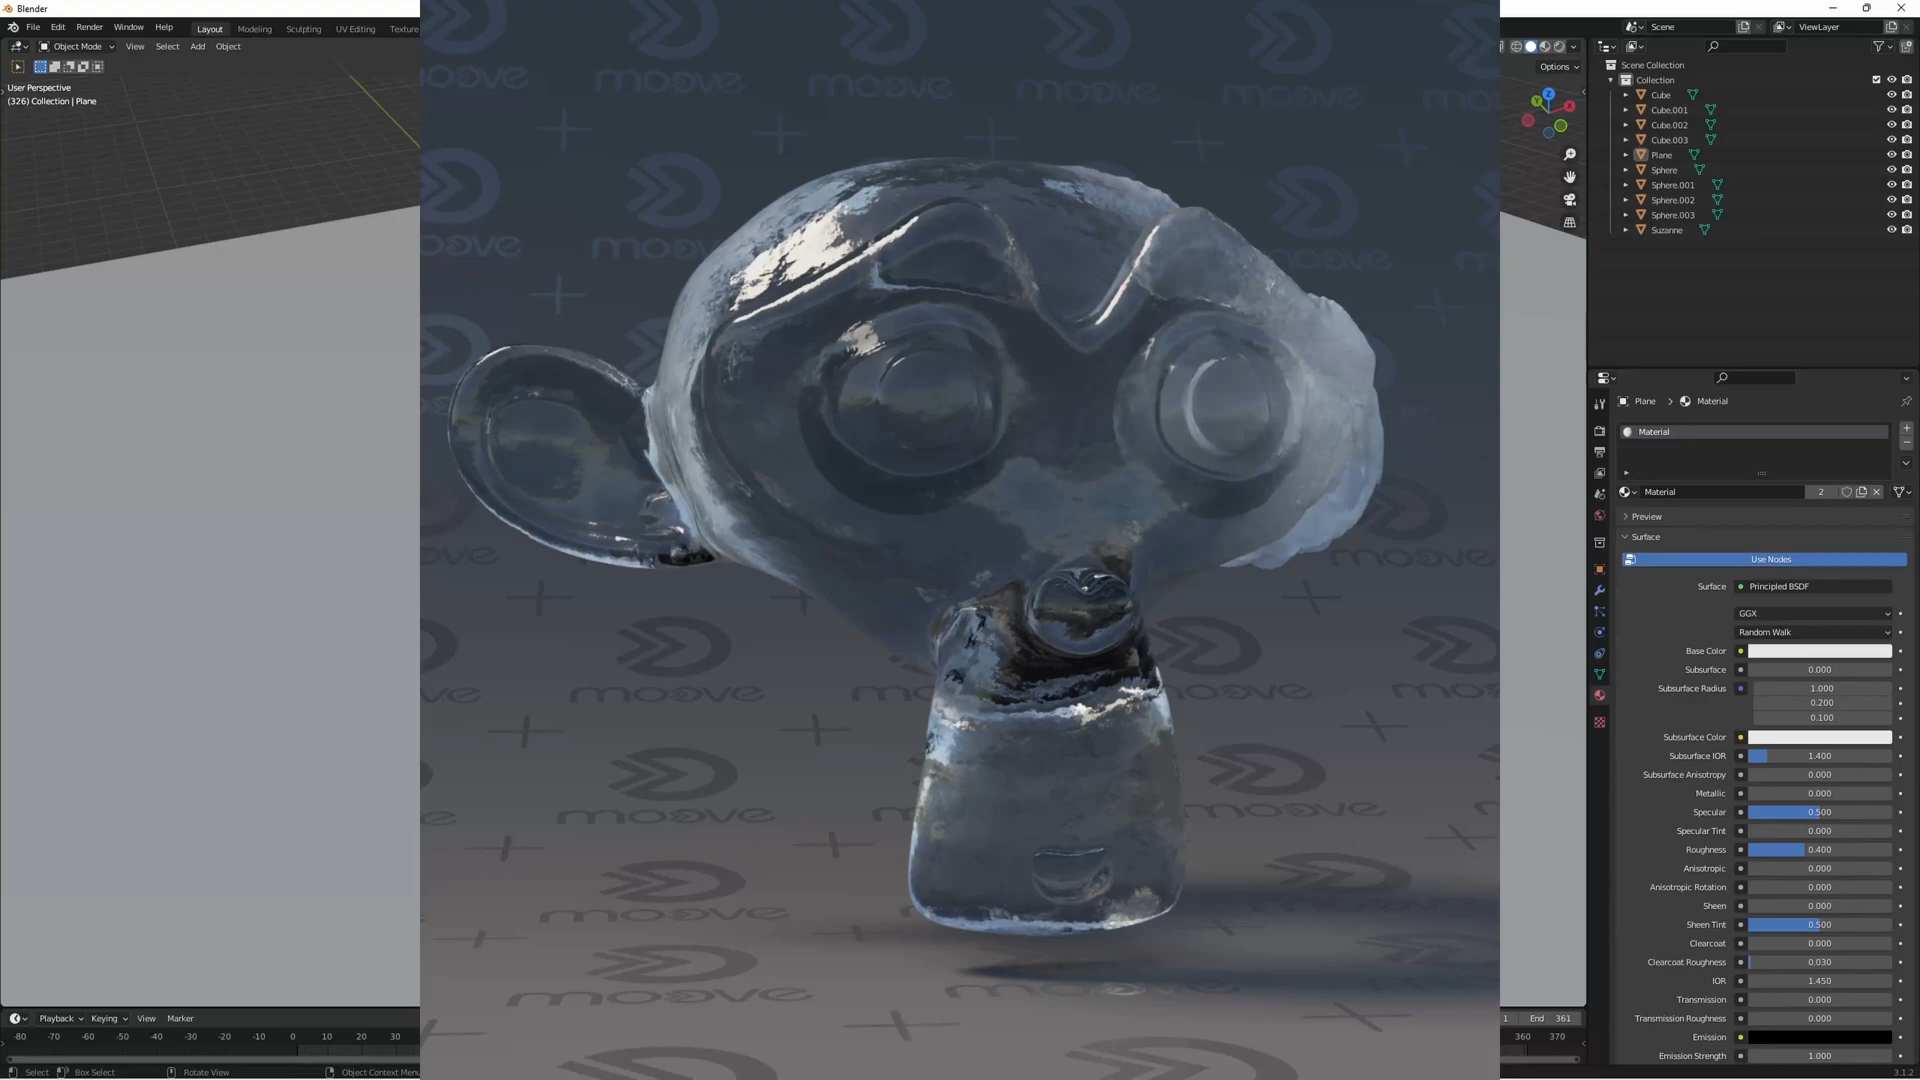 Blender
File Edit Render Window Help Layout Modeling Sculpting UV Editing Texture
Scene ViewLayer
Object Mode View Select Add Object
Options
User Perspective
(326) Collection | Plane
Scene Collection
Collection
Cube
Cube.001
Cube.002
Cube.003
Plane
Sphere
Sphere.001
Sphere.002
Sphere.003
Suzanne
moove
Plane > Material
Material
Material 2
Preview
Surface
Use Nodes
Surface Principled BSDF
GGX
Random Walk
Base Color
Subsurface 0.000
Subsurface Radius 1.000
0.200
0.100
Subsurface Color
Subsurface IOR 1.400
Subsurface Anisotropy 0.000
Metallic 0.000
Specular 0.500
Specular Tint 0.000
Roughness 0.400
Anisotropic 0.000
Anisotropic Rotation 0.000
Sheen 0.000
Sheen Tint 0.500
Clearcoat 0.000
Clearcoat Roughness 0.030
IOR 1.450
Transmission 0.000
Transmission Roughness 0.000
Emission
Emission Strength 1.000
Playback Keying View Marker
1 End 361
-80 -70 -60 -50 -40 -30 -20 -10 0 10 20 30
360 370
Select Box Select Rotate View Object Context Menu
3.1.2